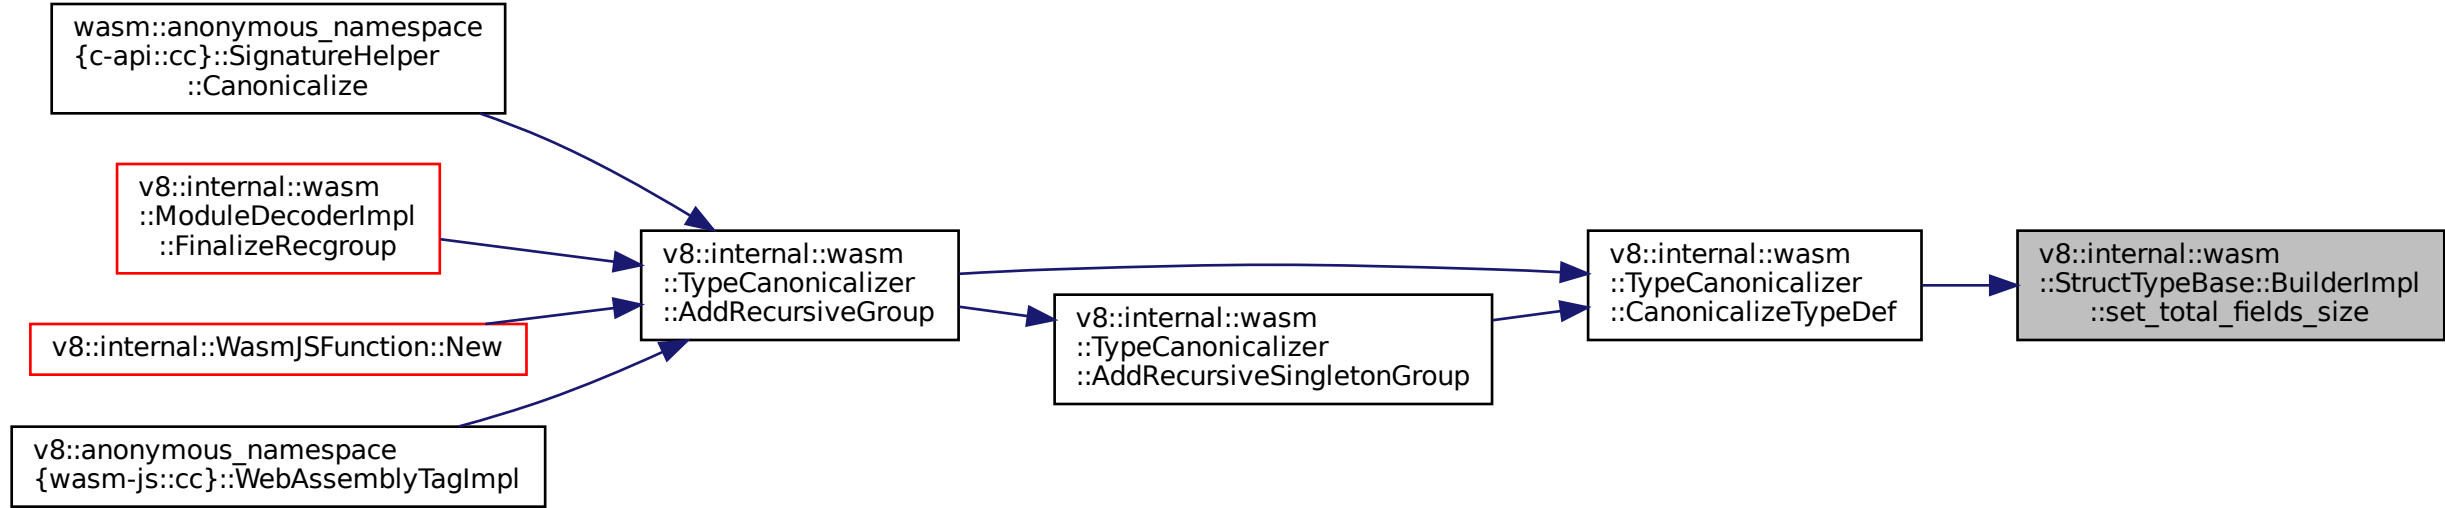 wasm::anonymous_namespace
{c-api::cc}::SignatureHelper
::Canonicalize
v8::internal::wasm
::ModuleDecoderImpl
::FinalizeRecgroup
v8::internal::WasmJSFunction::New
v8::anonymous_namespace
{wasm-js::cc}::WebAssemblyTagImpl
v8::internal::wasm
::TypeCanonicalizer
::AddRecursiveGroup
v8::internal::wasm
::TypeCanonicalizer
::AddRecursiveSingletonGroup
v8::internal::wasm
::TypeCanonicalizer
::CanonicalizeTypeDef
v8::internal::wasm
::StructTypeBase::BuilderImpl
::set_total_fields_size